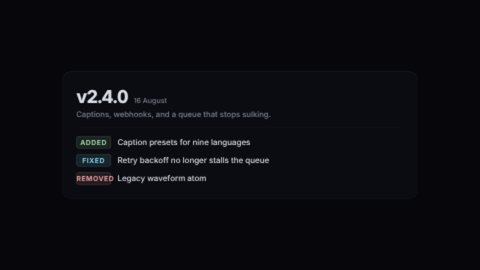 v2.4.0 16 August
Captions, webhooks, and a queue that stops sulking.
ADDED Caption presets for nine languages
FIXED Retry backoff no longer stalls the queue
REMOVED Legacy waveform atom